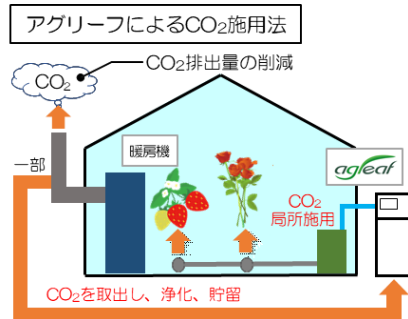 アグリーフによるCO2施用法
CO2
CO2排出量の削減
一部
暖房機
agleaf
CO2
局所施用
CO2を取出し、浄化、貯留